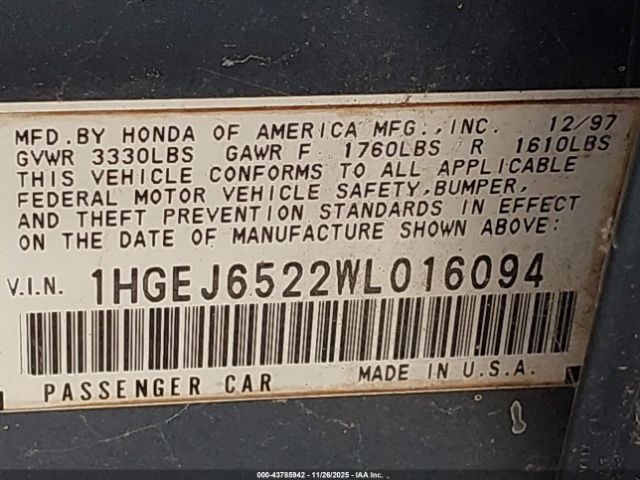 MFD. BY HONDA OF AMERICA MFG., INC. 12/97
GVWR 3330LBS GAWR F 1760LBS R 1610LBS
THIS VEHICLE CONFORMS TO ALL APPLICABLE
FEDERAL MOTOR VEHICLE SAFETY, BUMPER,
AND THEFT PREVENTION STANDARDS IN EFFECT
ON THE DATE OF MANUFACTURE SHOWN ABOVE:
V.I.N. 1HGEJ6522WL016094
PASSENGER CAR MADE IN U.S.A.
000-43785942 - 11/26/2025 - IAA Inc.